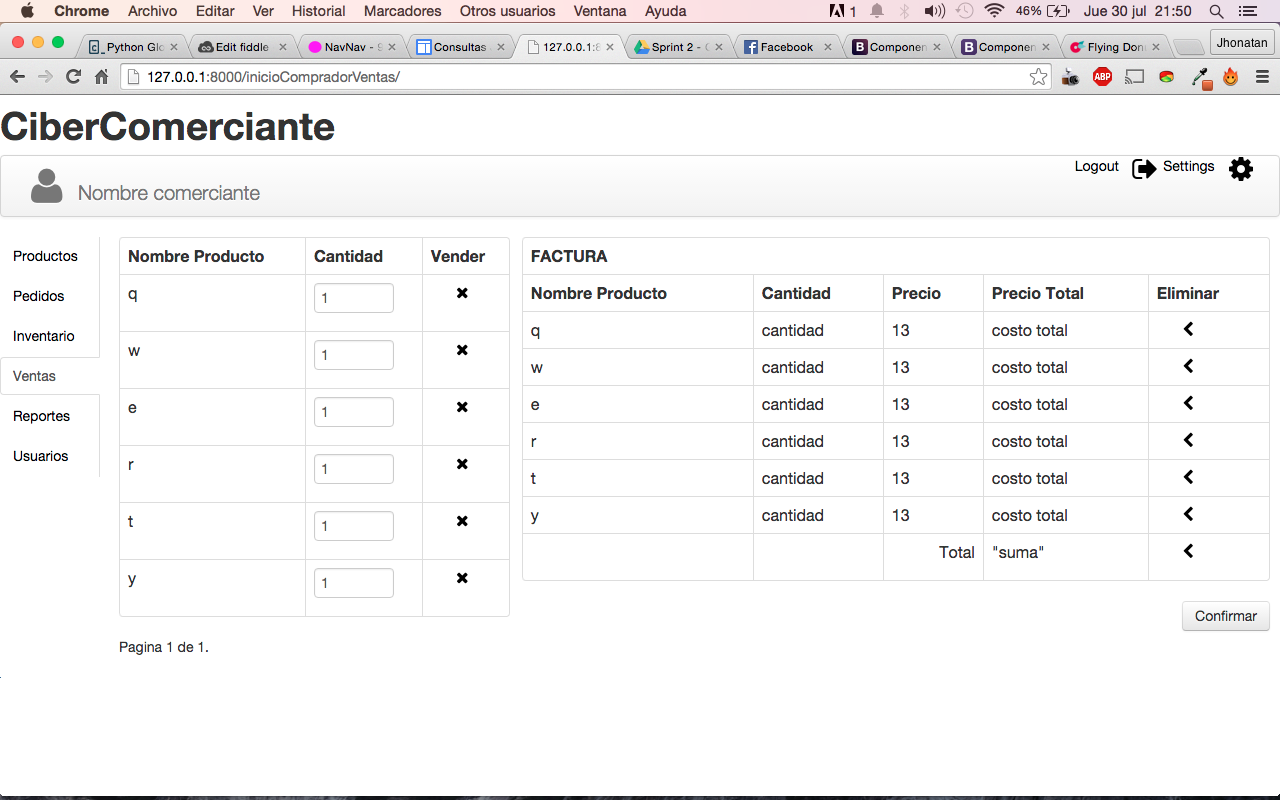 Chrome Archivo Editar Ver Historial Marcadores Otros usuarios Ventana Ayuda 1 46% Jue 30 jul 21:50
Python Glo Edit fiddle NavNav - 9 Consultas 127.0.0.1:8 Sprint 2 - C Facebook Componen Componen Flying Don Jhonatan
127.0.0.1:8000/inicioCompradorVentas/ ABP
CiberComerciante
Nombre comerciante
Logout Settings
Productos
Pedidos
Inventario
Ventas
Reportes
Usuarios
Nombre Producto Cantidad Vender
q 1
w 1
e 1
r 1
t 1
y 1
Pagina 1 de 1.
FACTURA
Nombre Producto Cantidad Precio Precio Total Eliminar
q cantidad 13 costo total
w cantidad 13 costo total
e cantidad 13 costo total
r cantidad 13 costo total
t cantidad 13 costo total
y cantidad 13 costo total
Total "suma"
Confirmar